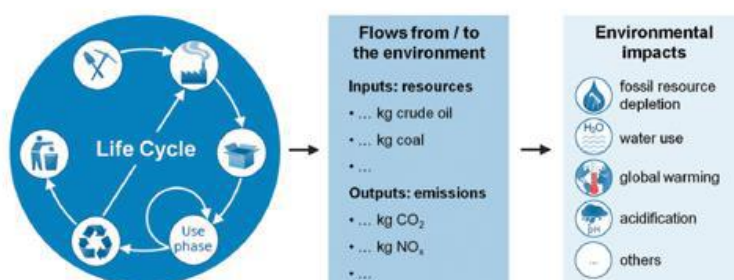 Life Cycle
Use
phase
Flows from / to
the environment
Inputs: resources
• ... kg crude oil
• ... kg coal
• ...
Outputs: emissions
• ... kg CO₂
• ... kg NOₓ
• ...
Environmental
impacts
fossil resource
depletion
H₂O
water use
global warming
pH
acidification
...
others